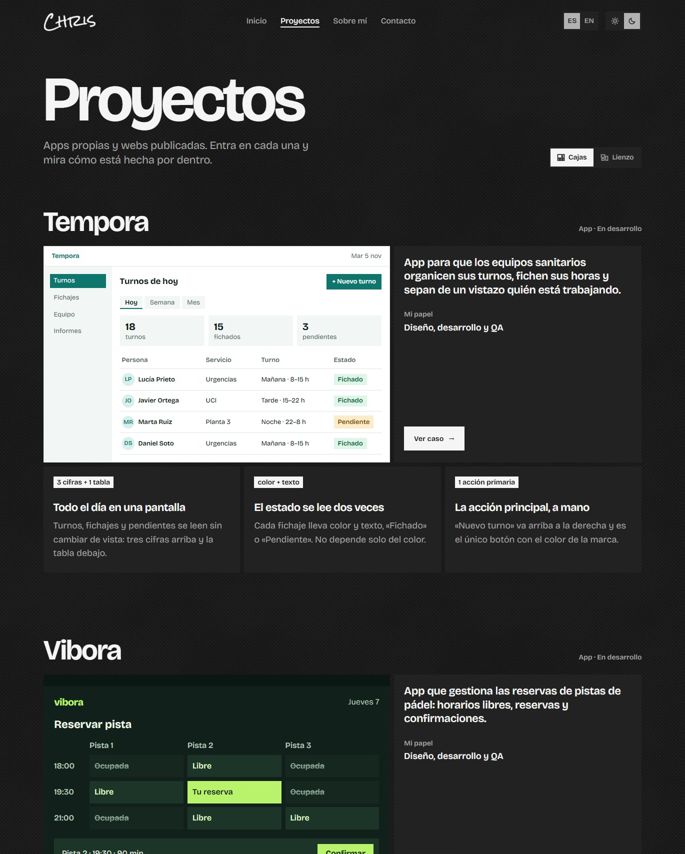 CHRIS
Inicio
Proyectos
Sobre mí
Contacto
ES
EN
Proyectos
Apps propias y webs publicadas. Entra en cada una y
mira cómo está hecha por dentro.
Cajas
Lienzo
Tempora
App · En desarrollo
Tempora
Mar 5 nov
Turnos
Fichajes
Equipo
Informes
Turnos de hoy
+ Nuevo turno
Hoy
Semana
Mes
18
turnos
15
fichados
3
pendientes
Persona
Servicio
Turno
Estado
LP Lucía Prieto
Urgencias
Mañana · 8–15 h
Fichado
JO Javier Ortega
UCI
Tarde · 15–22 h
Fichado
MR Marta Ruiz
Planta 3
Noche · 22–8 h
Pendiente
DS Daniel Soto
Urgencias
Mañana · 8–15 h
Fichado
App para que los equipos sanitarios
organicen sus turnos, fichen sus horas y
sepan de un vistazo quién está trabajando.
Mi papel
Diseño, desarrollo y QA
Ver caso →
3 cifras + 1 tabla
Todo el día en una pantalla
Turnos, fichajes y pendientes se leen sin
cambiar de vista: tres cifras arriba y la
tabla debajo.
color + texto
El estado se lee dos veces
Cada fichaje lleva color y texto, «Fichado»
o «Pendiente». No depende solo del color.
1 acción primaria
La acción principal, a mano
«Nuevo turno» va arriba a la derecha y es
el único botón con el color de la marca.
Vibora
App · En desarrollo
vibora
Jueves 7
Reservar pista
Pista 1
Pista 2
Pista 3
18:00
Ocupada
Libre
Ocupada
19:30
Libre
Tu reserva
Ocupada
21:00
Ocupada
Libre
Libre
Pista 2 · 19:30 · 90 min
Confirmar
App que gestiona las reservas de pistas de
pádel: horarios libres, reservas y
confirmaciones.
Mi papel
Diseño, desarrollo y QA